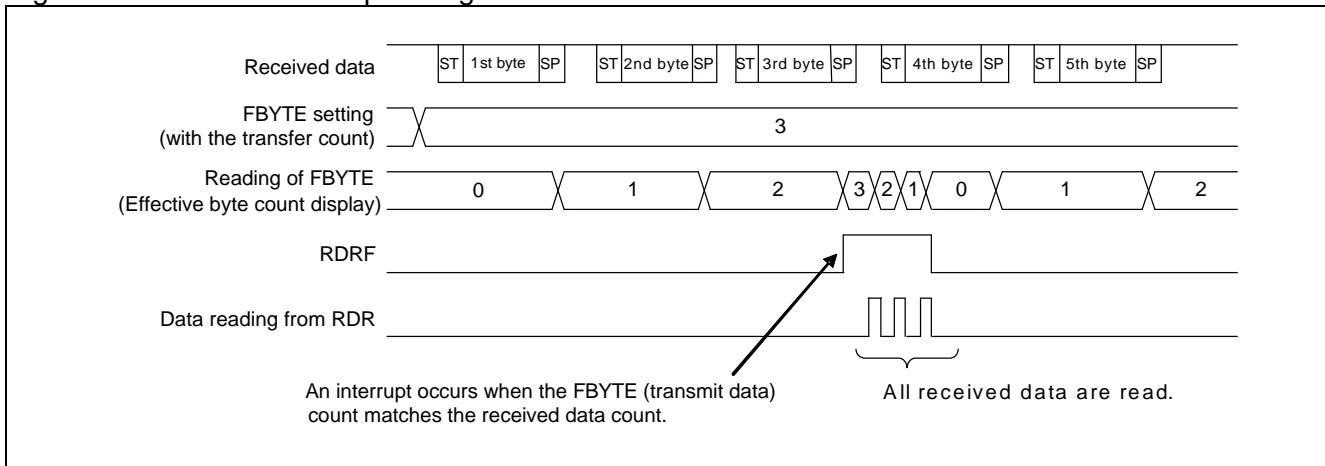 Received data
ST 1st byte SP ST 2nd byte SP ST 3rd byte SP ST 4th byte SP ST 5th byte SP
FBYTE setting
(with the transfer count)
3
Reading of FBYTE
(Effective byte count display)
0 1 2 3 2 1 0 1 2
RDRF
Data reading from RDR
An interrupt occurs when the FBYTE (transmit data)
count matches the received data count.
All received data are read.